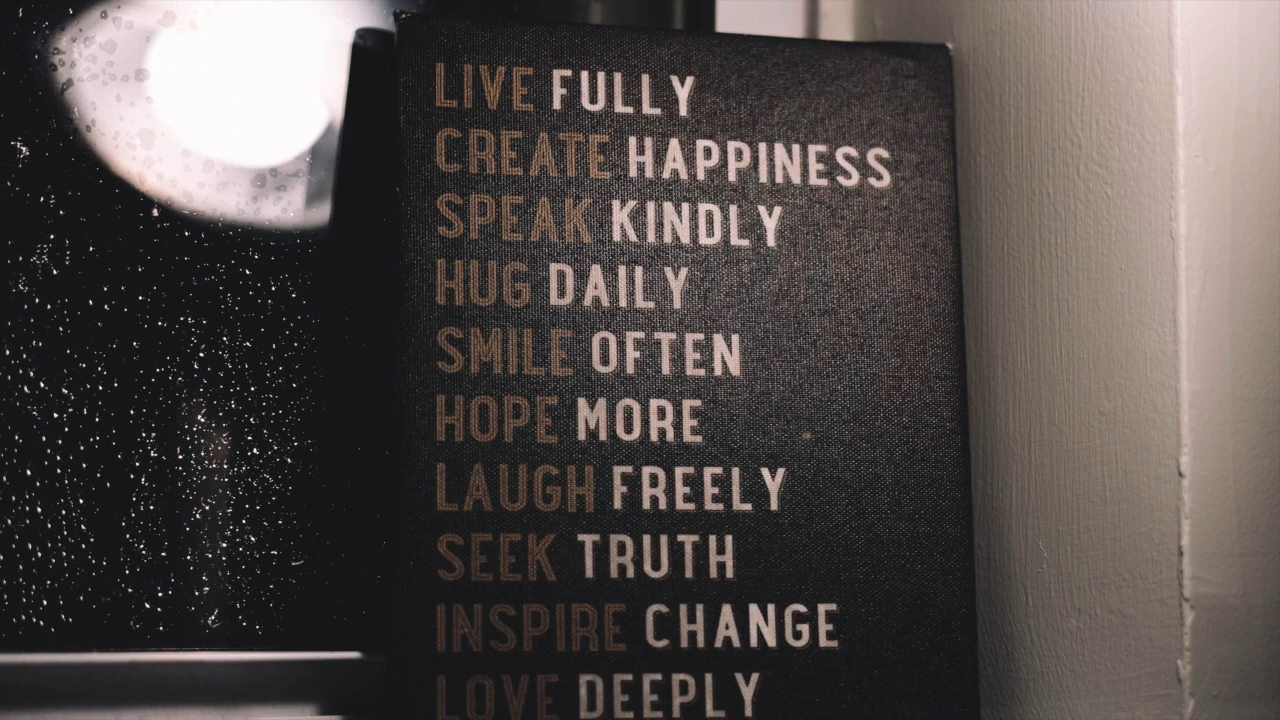 LIVE FULLY
CREATE HAPPINESS
SPEAK KINDLY
HUG DAILY
SMILE OFTEN
HOPE MORE
LAUGH FREELY
SEEK TRUTH
INSPIRE CHANGE
LOVE DEEPLY